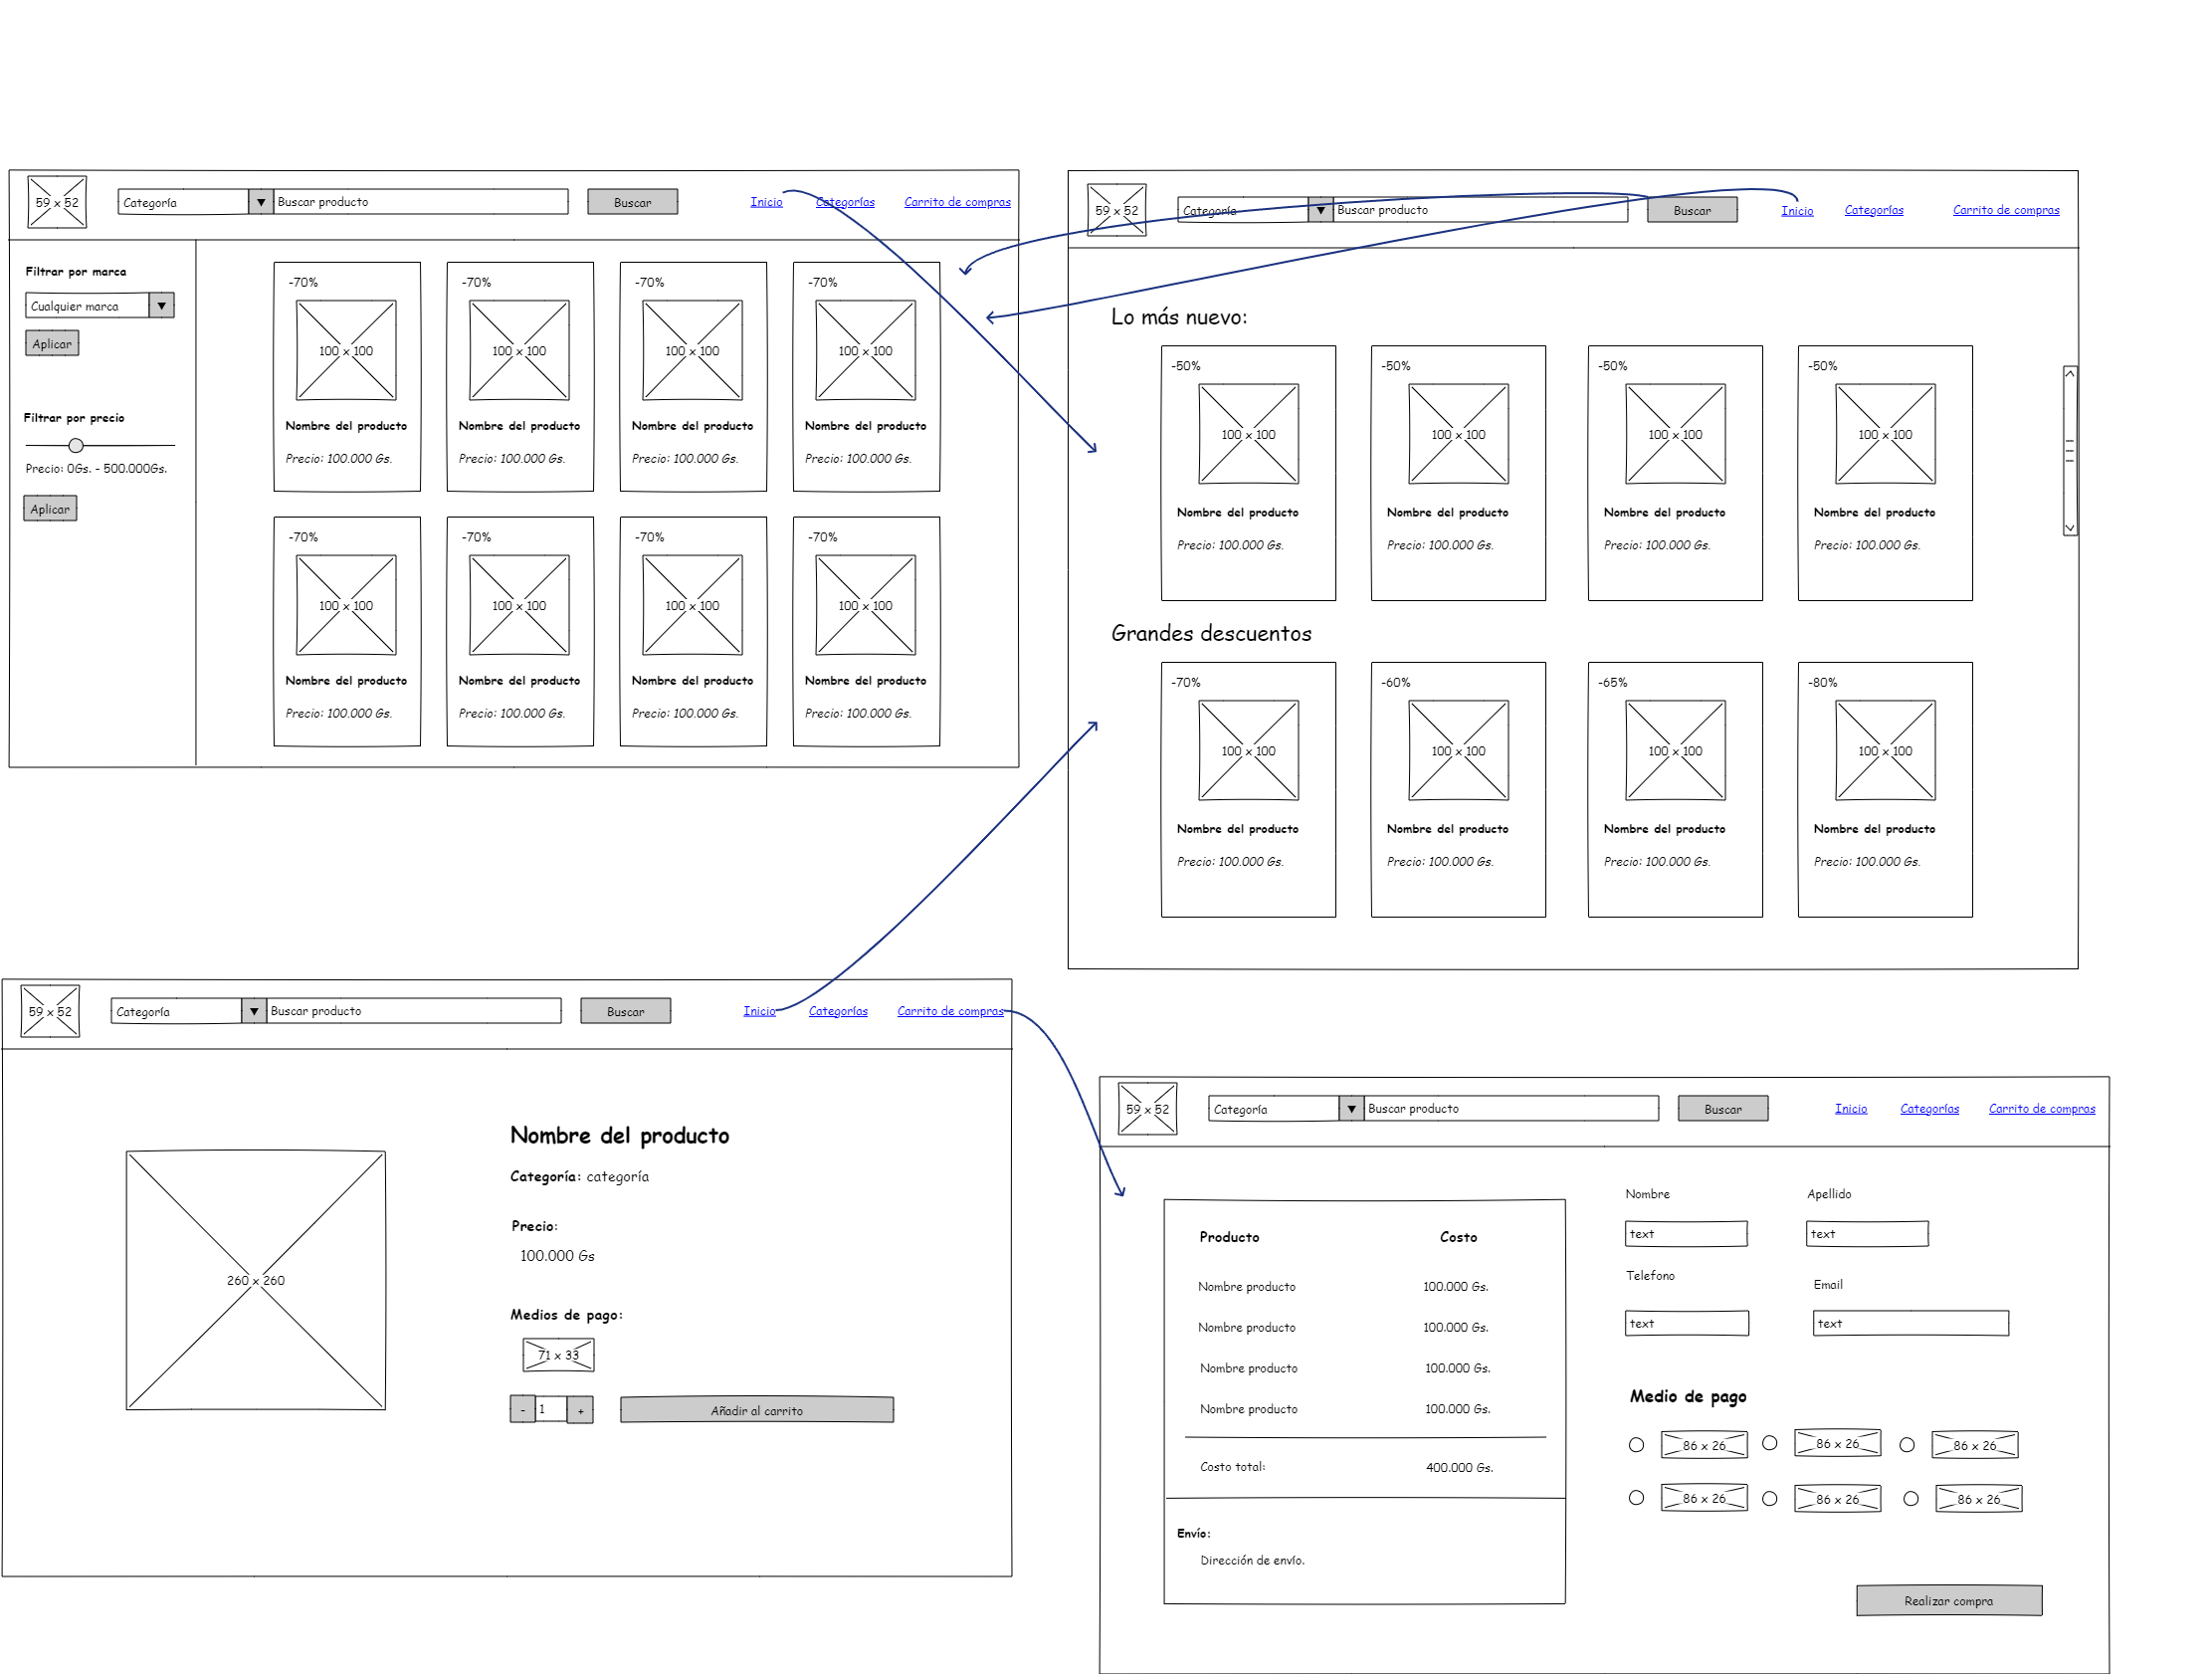 59 x 52
Categoría
Buscar producto
Buscar
Inicio
Categorías
Carrito de compras
Filtrar por marca
Cualquier marca
Aplicar
Filtrar por precio
Precio: 0Gs. - 500.000Gs.
Aplicar
-70% -70% -70% -70%
100 x 100 100 x 100 100 x 100 100 x 100
Nombre del producto Nombre del producto Nombre del producto Nombre del producto
Precio: 100.000 Gs. Precio: 100.000 Gs. Precio: 100.000 Gs. Precio: 100.000 Gs.
-70% -70% -70% -70%
100 x 100 100 x 100 100 x 100 100 x 100
Nombre del producto Nombre del producto Nombre del producto Nombre del producto
Precio: 100.000 Gs. Precio: 100.000 Gs. Precio: 100.000 Gs. Precio: 100.000 Gs.
59 x 52
Categoría
Buscar producto
Buscar
Inicio
Categorías
Carrito de compras
Lo más nuevo:
-50% -50% -50% -50%
100 x 100 100 x 100 100 x 100 100 x 100
Nombre del producto Nombre del producto Nombre del producto Nombre del producto
Precio: 100.000 Gs. Precio: 100.000 Gs. Precio: 100.000 Gs. Precio: 100.000 Gs.
Grandes descuentos
-70% -60% -65% -80%
100 x 100 100 x 100 100 x 100 100 x 100
Nombre del producto Nombre del producto Nombre del producto Nombre del producto
Precio: 100.000 Gs. Precio: 100.000 Gs. Precio: 100.000 Gs. Precio: 100.000 Gs.
59 x 52
Categoría
Buscar producto
Buscar
Inicio
Categorías
Carrito de compras
260 x 260
Nombre del producto
Categoría: categoría
Precio:
100.000 Gs
Medios de pago:
71 x 33
- 1 +
Añadir al carrito
59 x 52
Categoría
Buscar producto
Buscar
Inicio
Categorías
Carrito de compras
Producto Costo
Nombre producto 100.000 Gs.
Nombre producto 100.000 Gs.
Nombre producto 100.000 Gs.
Nombre producto 100.000 Gs.
Costo total: 400.000 Gs.
Envío:
Dirección de envío.
Nombre Apellido
text text
Telefono Email
text text
Medio de pago
86 x 26 86 x 26 86 x 26
86 x 26 86 x 26 86 x 26
Realizar compra